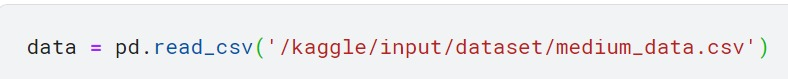 data = pd.read_csv('/kaggle/input/dataset/medium_data.csv')